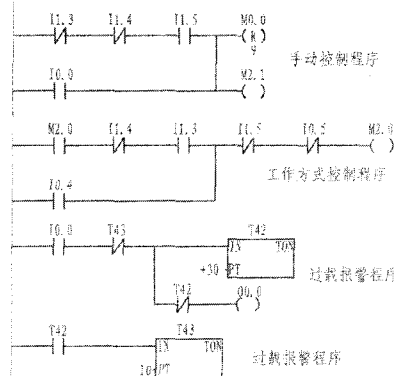 I1.3 I1.4 I1.5 M0.0
R
9
手动控制程序
I0.0 M2.1
M2.0 I1.4 I1.3 I1.5 I0.5 M2.0
工作方式控制程序
I0.4
I0.0 T43 T42
IN TON
+30 PT
过载报警程序
T42 Q0.0
T42 T43
IN TON
10 PT
过载报警程序